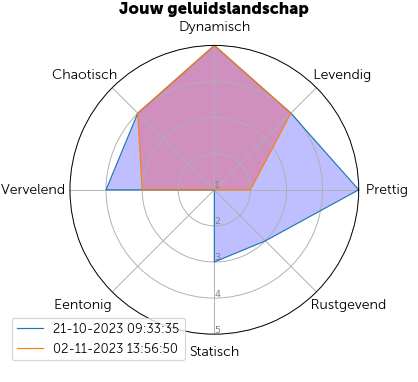 Jouw geluidslandschap
Dynamisch
Chaotisch
Levendig
Vervelend
1
Prettig
2
3
4
Eentonig
Rustgevend
21-10-2023 09:33:35
5
02-11-2023 13:56:50
Statisch